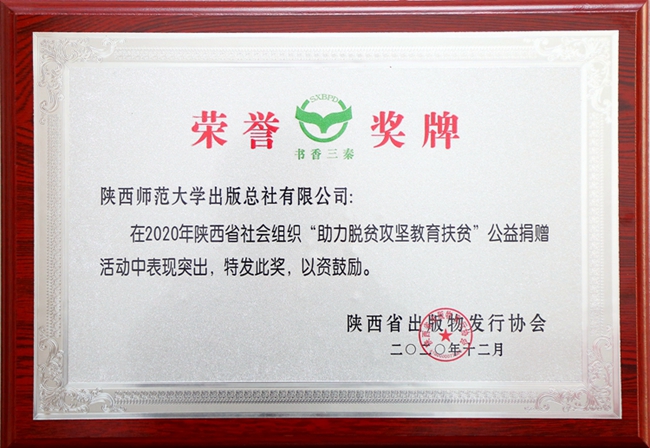 荣誉 SXBPD 奖牌
书香三秦
陕西师范大学出版总社有限公司：
在2020年陕西省社会组织“助力脱贫攻坚教育扶贫”公益捐赠
活动中表现突出，特发此奖，以资鼓励。
陕西省出版物发行协会
二〇二〇年十二月